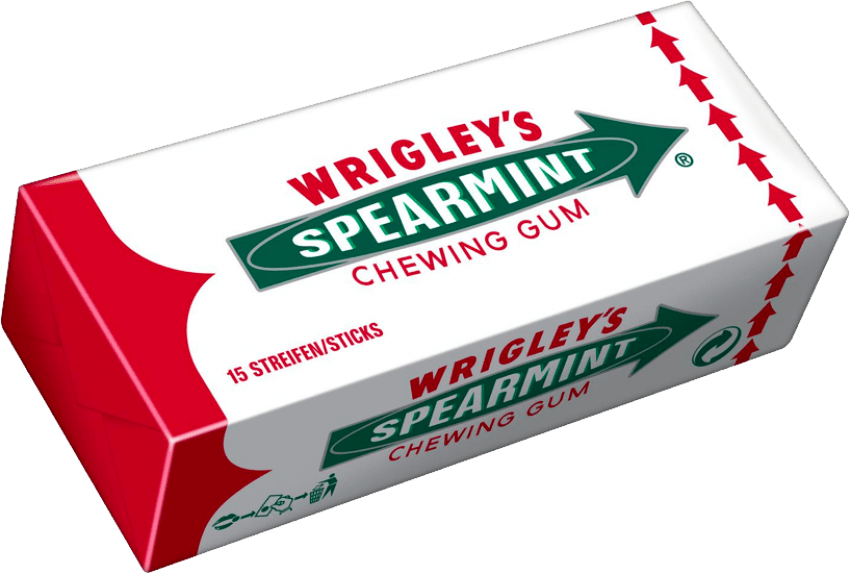 WRIGLEY'S
SPEARMINT
®
CHEWING GUM
15 STREIFEN/STICKS
WRIGLEY'S
SPEARMINT
CHEWING GUM